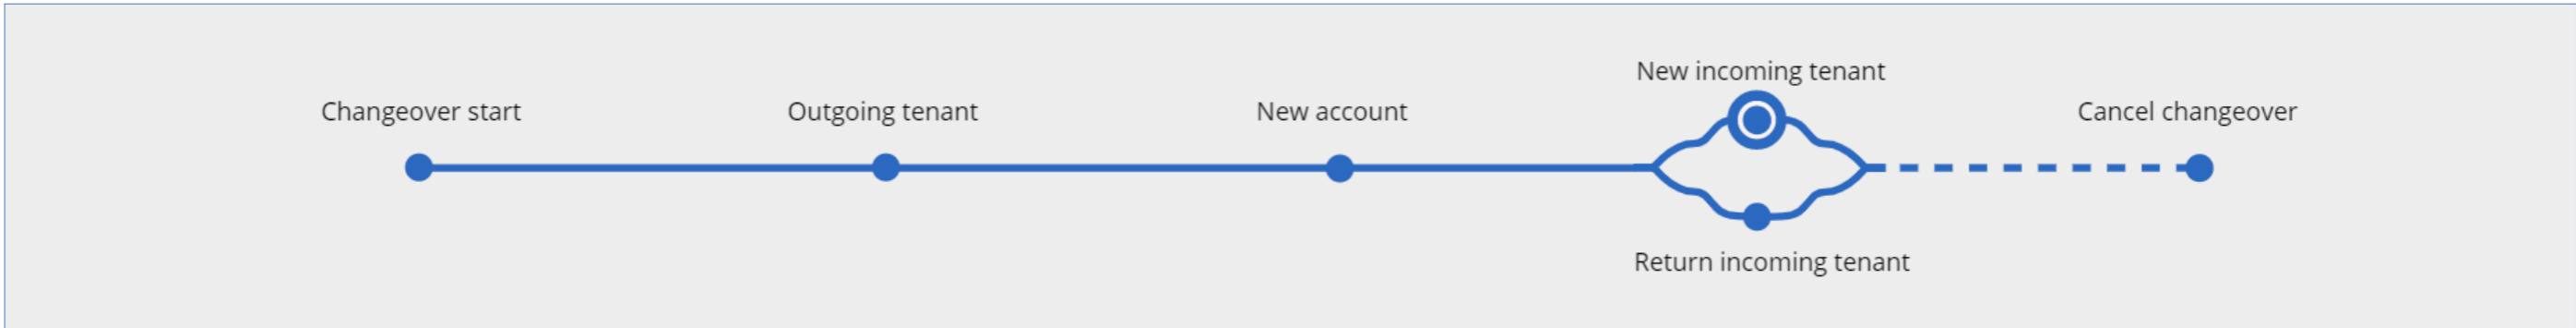 Changeover start
Outgoing tenant
New account
New incoming tenant
Return incoming tenant
Cancel changeover